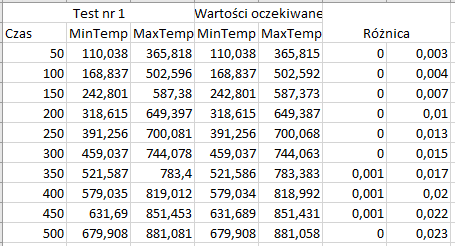 Test nr 1 Wartości oczekiwane
Czas MinTemp MaxTemp MinTemp MaxTemp Różnica
50 110,038 365,818 110,038 365,815 0 0,003
100 168,837 502,596 168,837 502,592 0 0,004
150 242,801 587,38 242,801 587,373 0 0,007
200 318,615 649,397 318,615 649,387 0 0,01
250 391,256 700,081 391,256 700,068 0 0,013
300 459,037 744,078 459,037 744,063 0 0,015
350 521,587 783,4 521,586 783,383 0,001 0,017
400 579,035 819,012 579,034 818,992 0,001 0,02
450 631,69 851,453 631,689 851,431 0,001 0,022
500 679,908 881,081 679,908 881,058 0 0,023